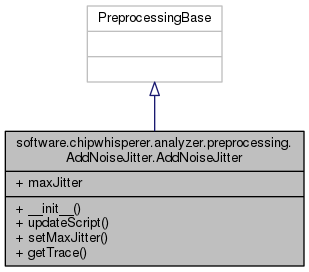 PreprocessingBase
software.chipwhisperer.analyzer.preprocessing.
AddNoiseJitter.AddNoiseJitter
+ maxJitter
+ __init__()
+ updateScript()
+ setMaxJitter()
+ getTrace()